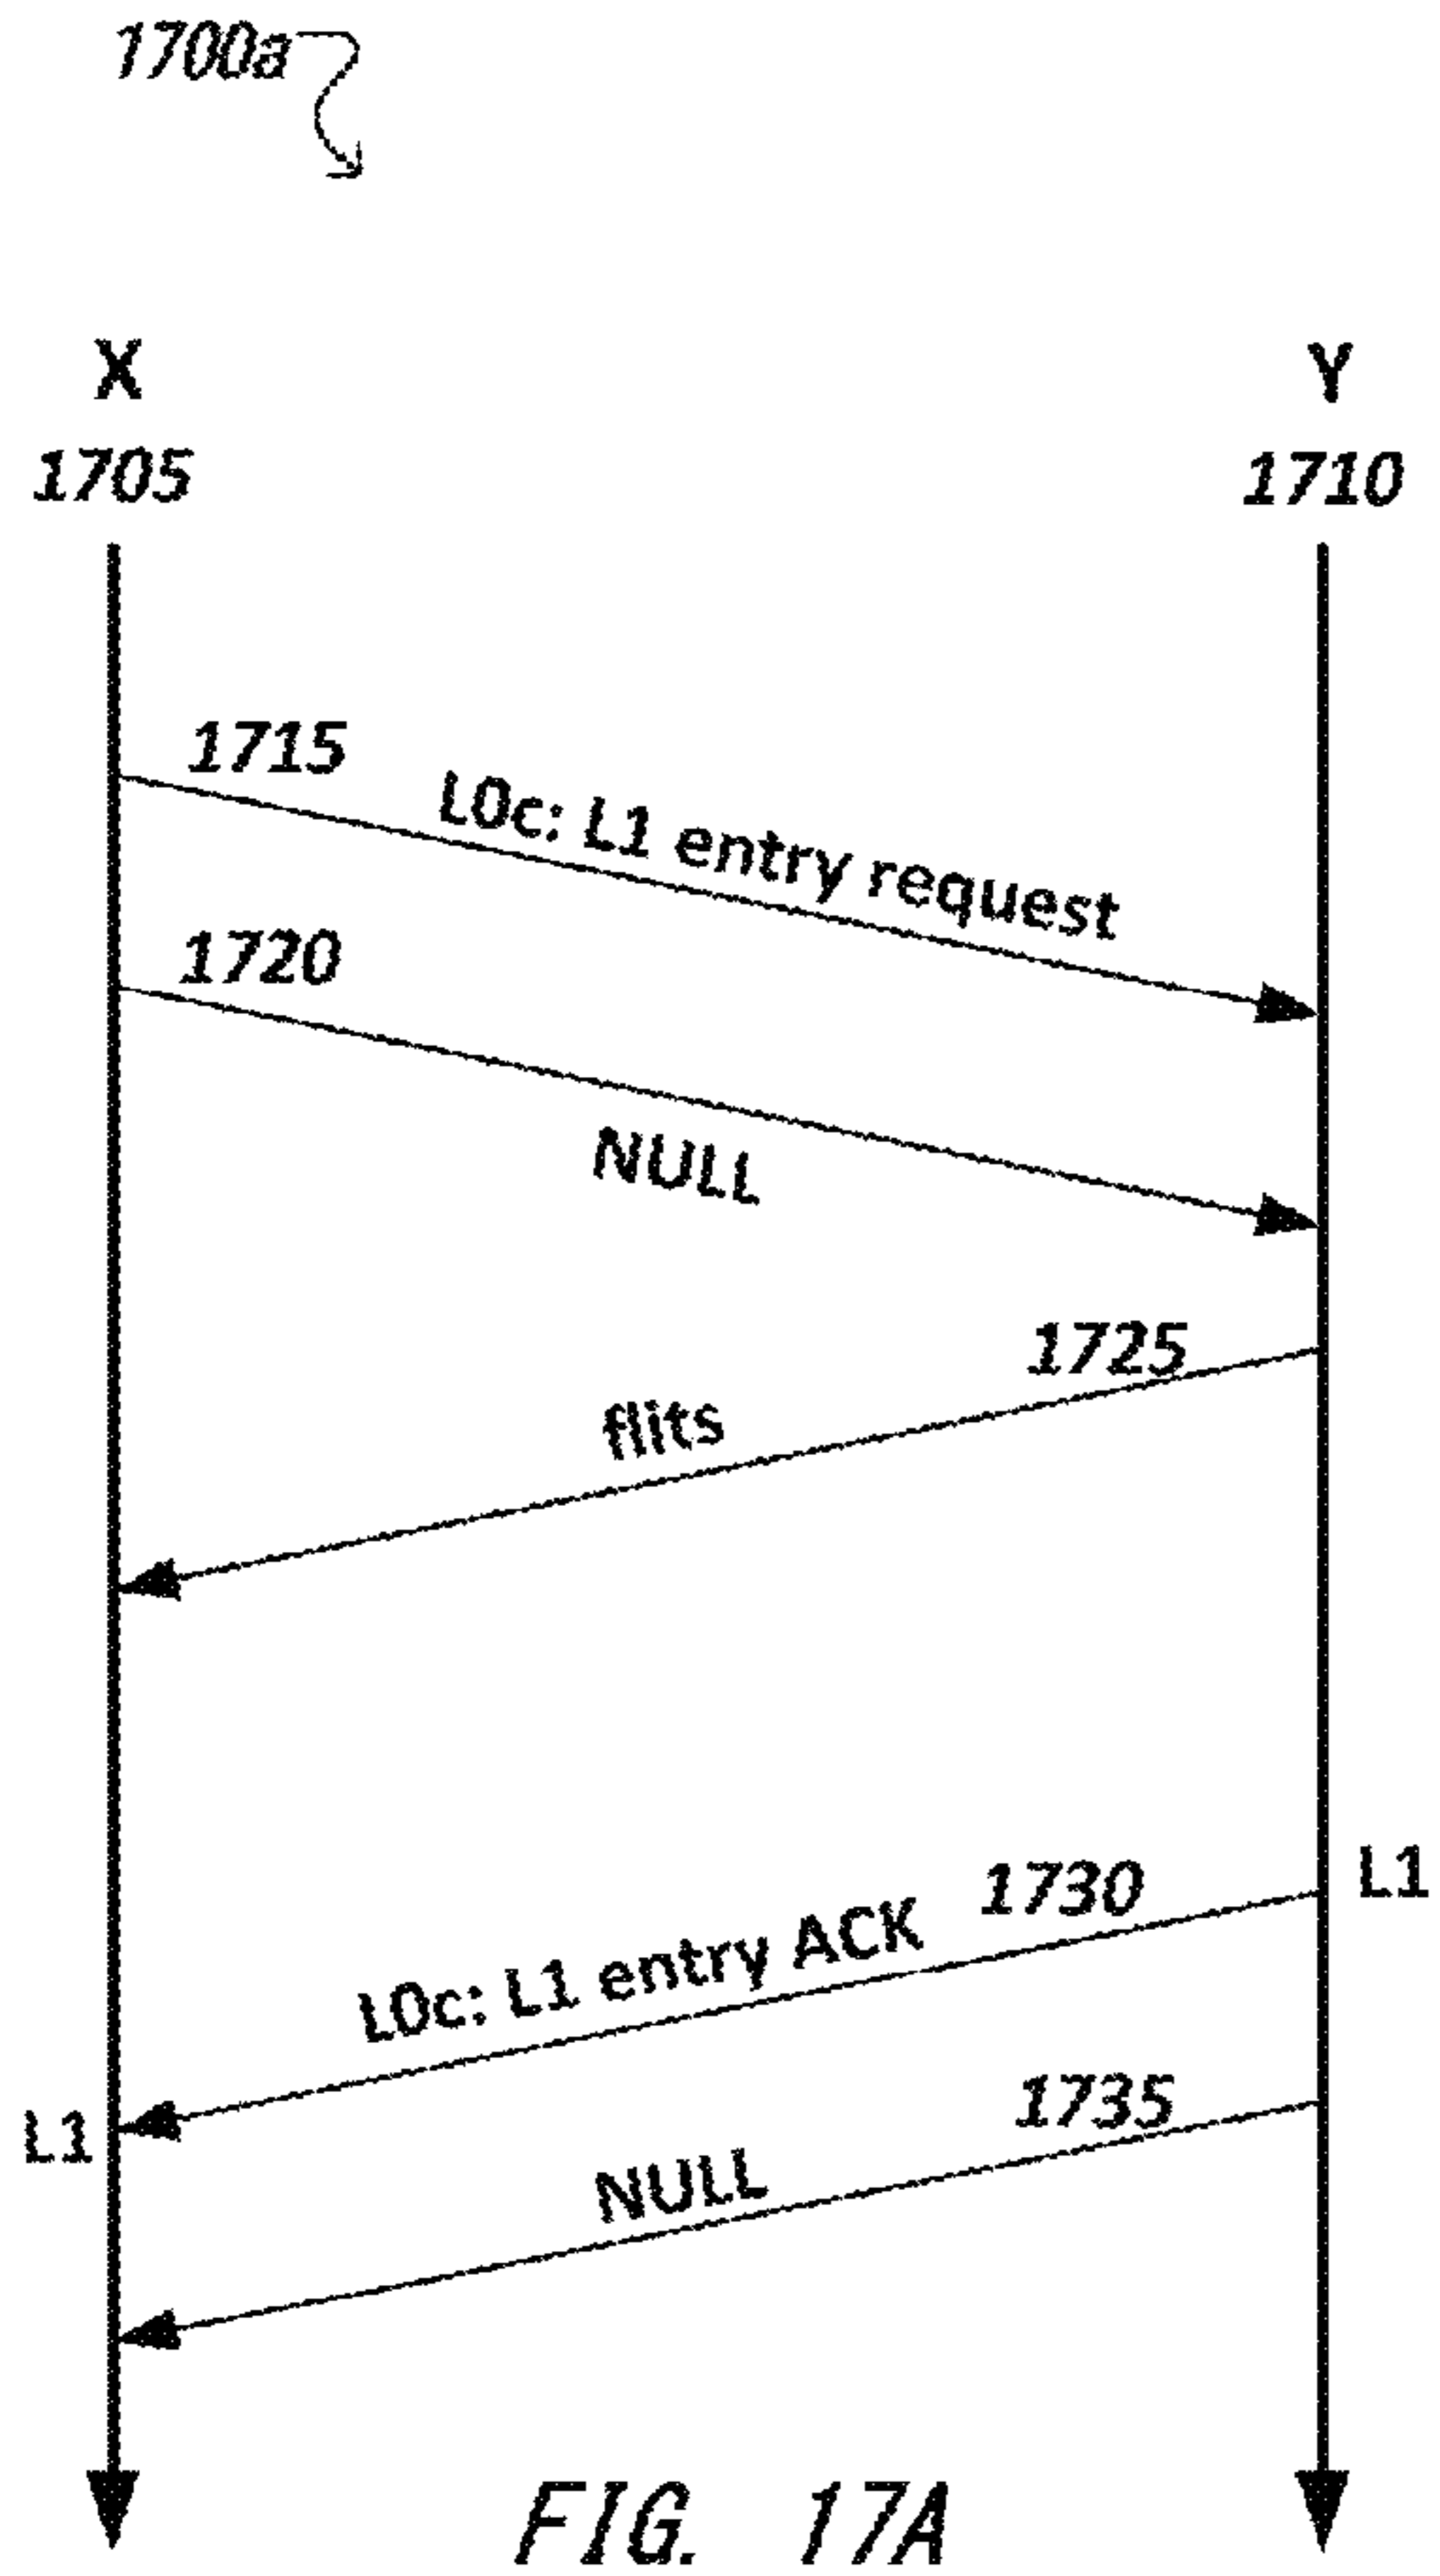 1700a
X
Y
1705
1710
1715
L0c: L1 entry request
1720
NULL
1725
flits
1730
L1
L0c: L1 entry ACK
1735
L1
NULL
FIG. 17A